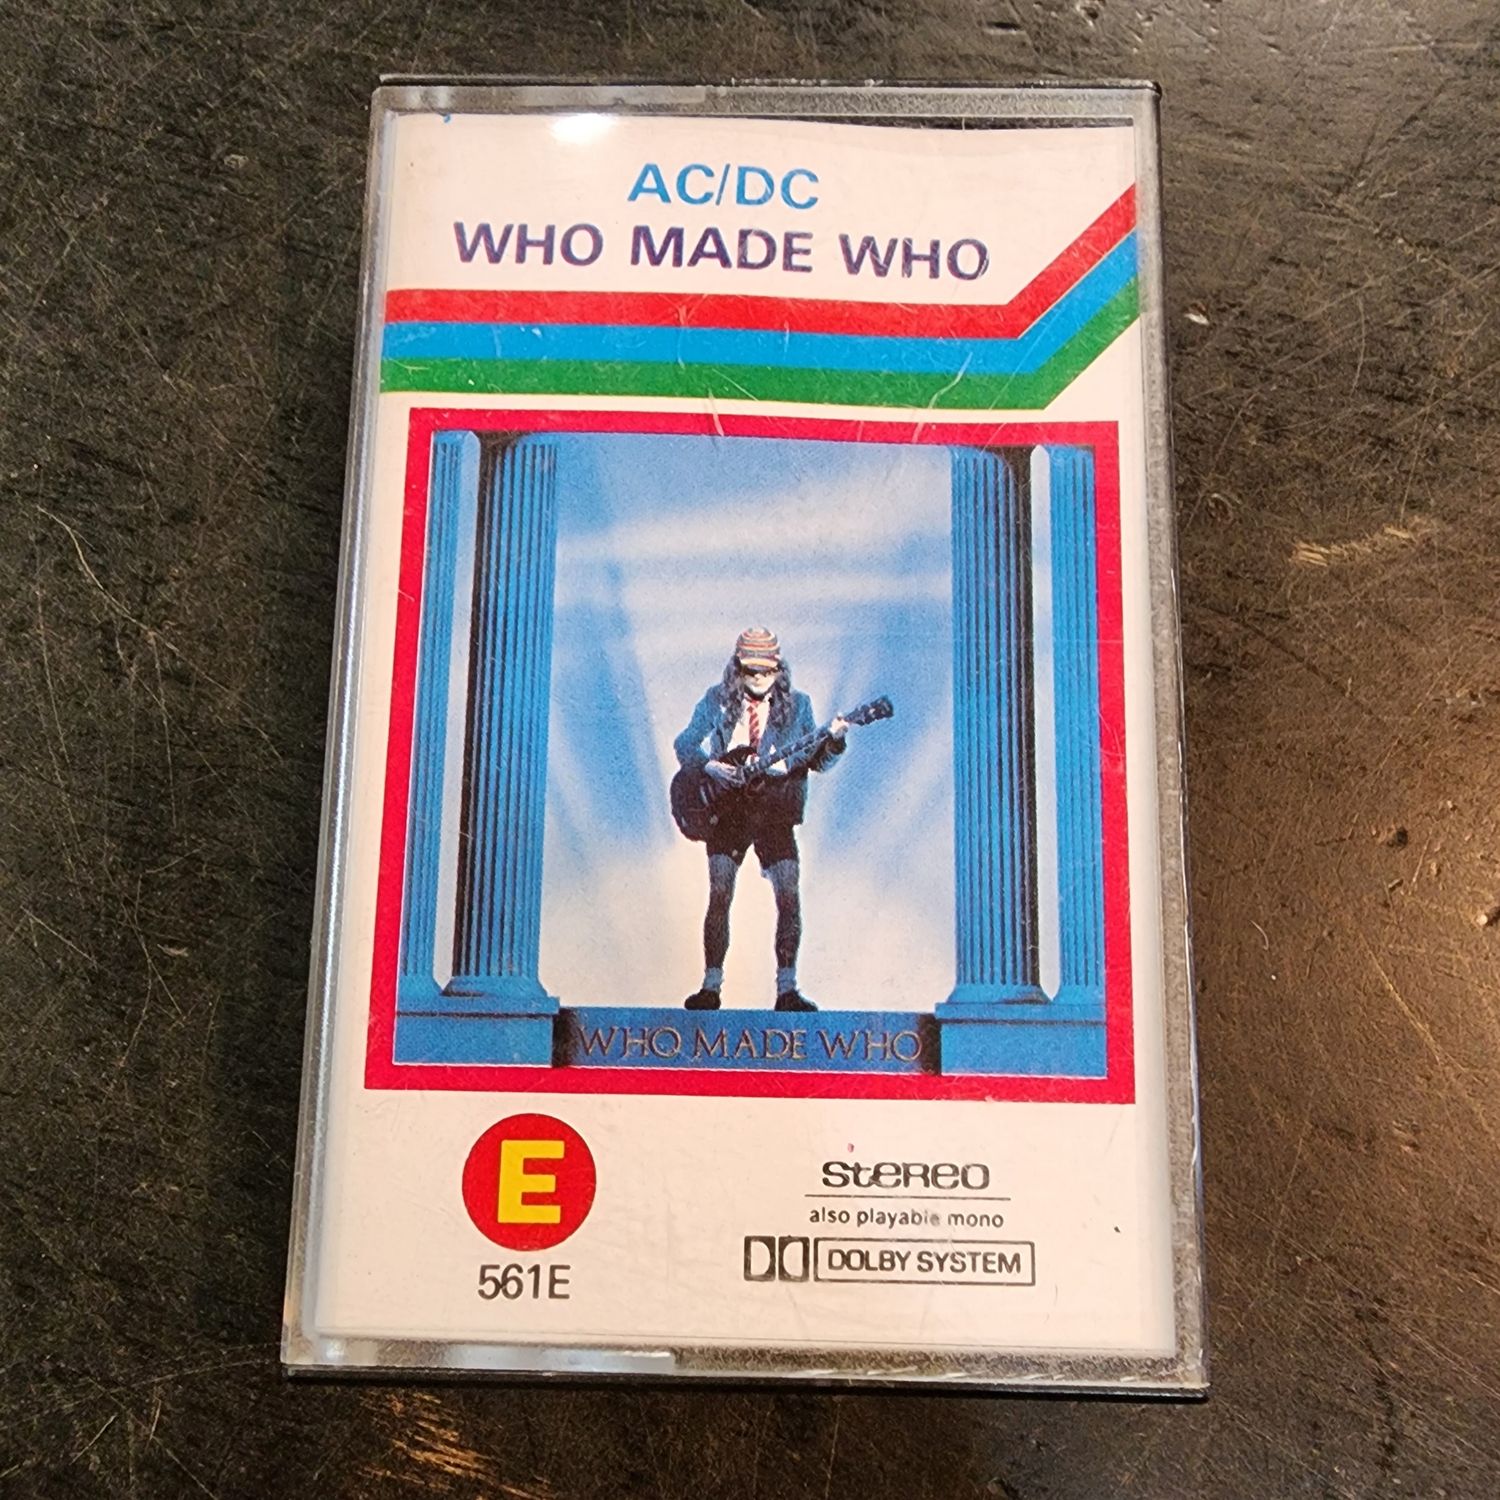 AC/DC
WHO MADE WHO
WHO MADE WHO
E
561E
stereo
also playable mono
DOLBY SYSTEM